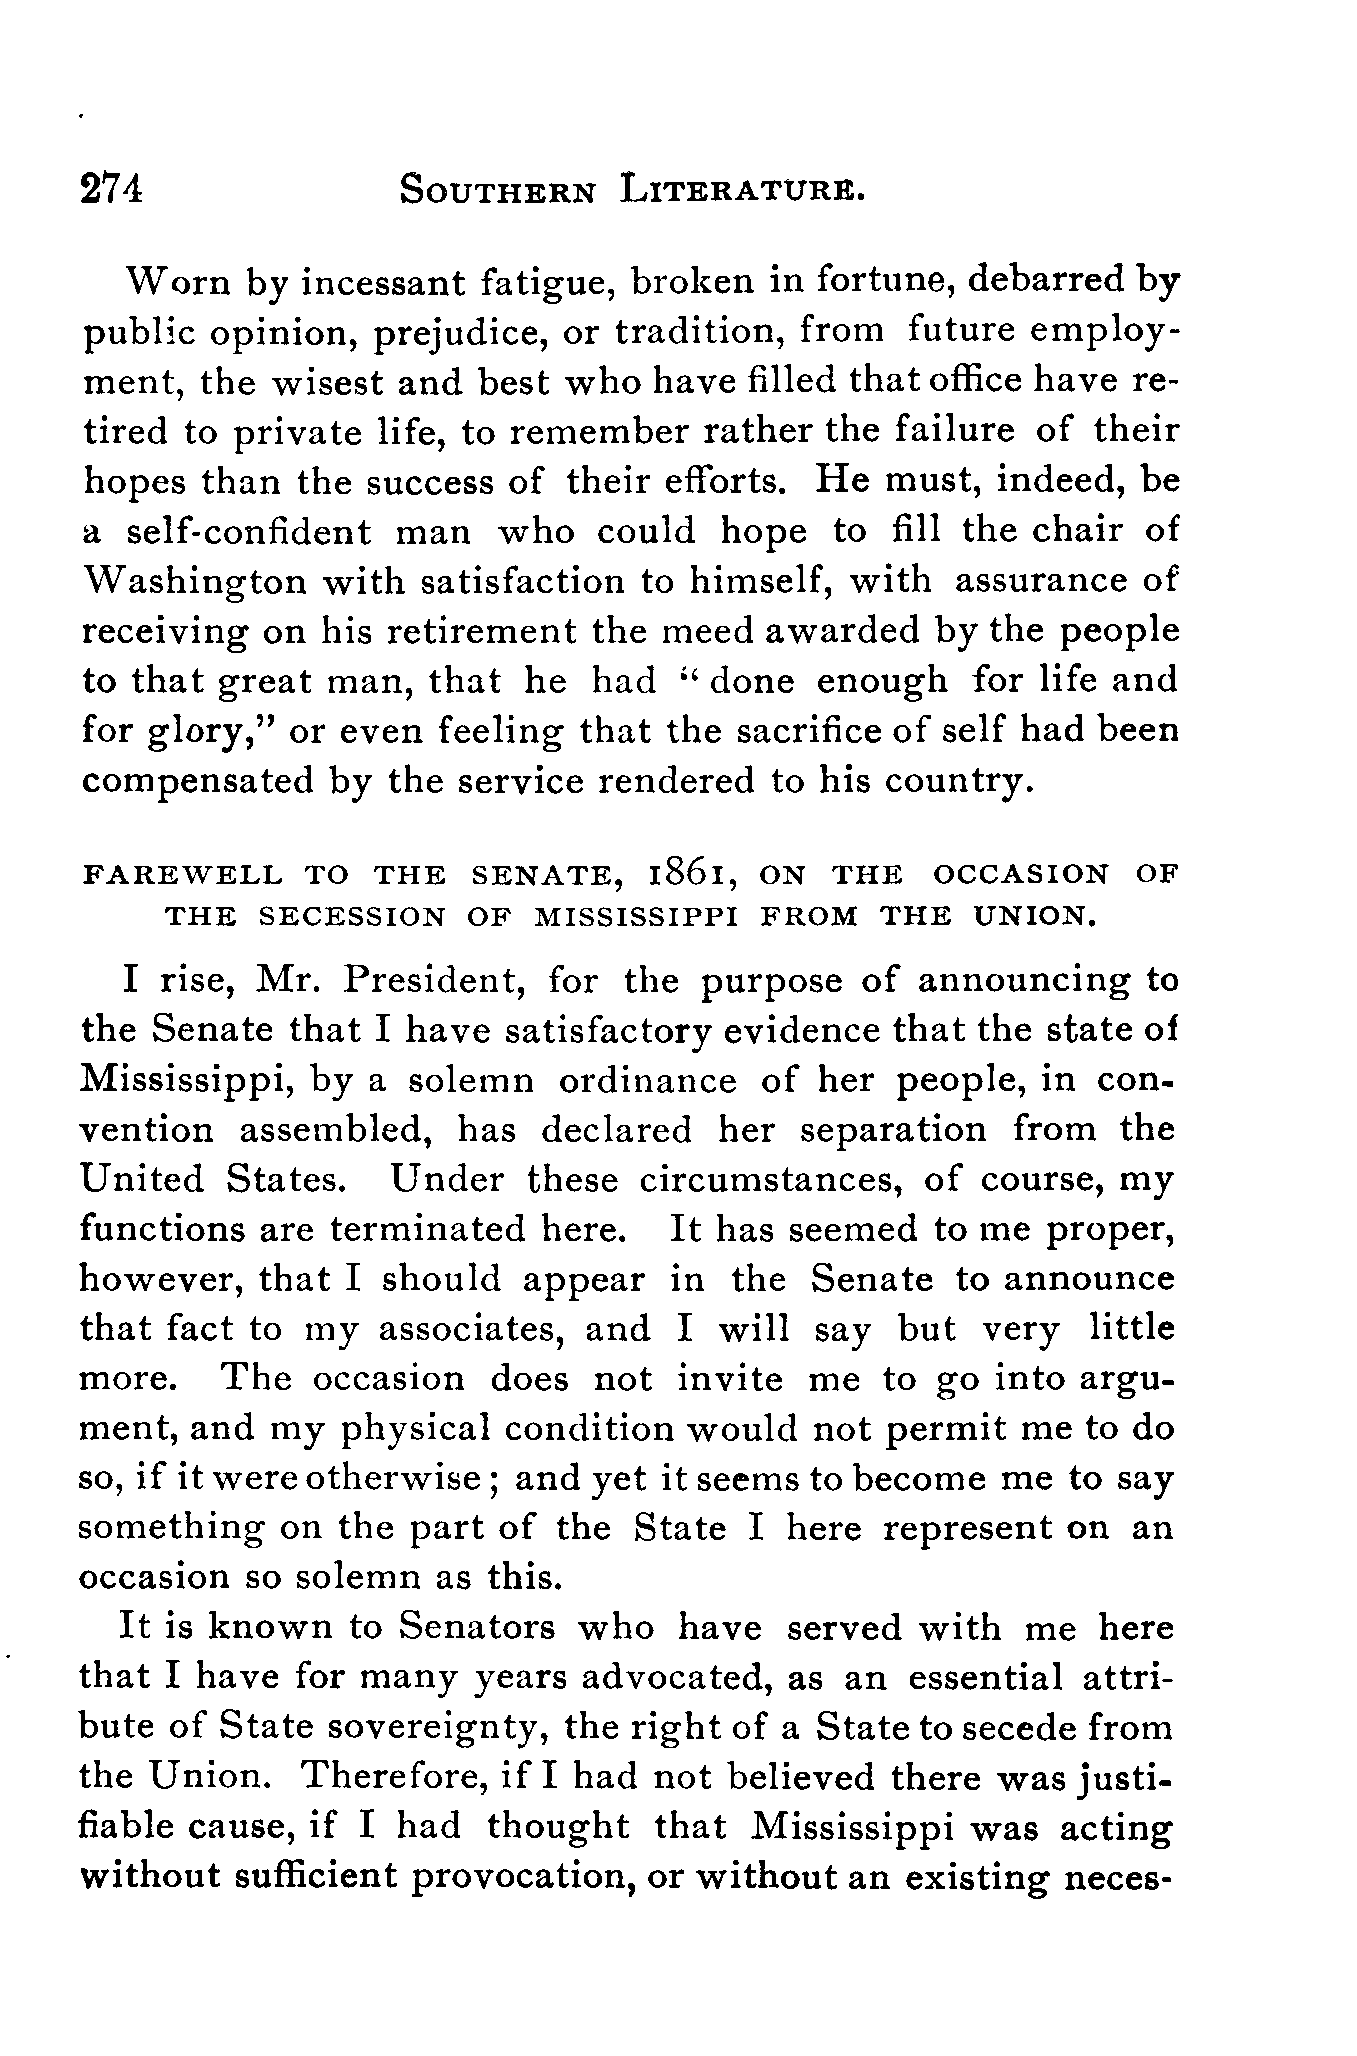 274 SOUTHERN LITERATURE.
Worn by incessant fatigue, broken in fortune, debarred by
public opinion, prejudice, or tradition, from future employ-
ment, the wisest and best who have filled that office have re-
tired to private life, to remember rather the failure of their
hopes than the success of their efforts. He must, indeed, be
a self-confident man who could hope to fill the chair of
Washington with satisfaction to himself, with assurance of
receiving on his retirement the meed awarded by the people
to that great man, that he had “ done enough for life and
for glory,” or even feeling that the sacrifice of self had been
compensated by the service rendered to his country.
FAREWELL TO THE SENATE, 1861, ON THE OCCASION OF
THE SECESSION OF MISSISSIPPI FROM THE UNION.
I rise, Mr. President, for the purpose of announcing to
the Senate that I have satisfactory evidence that the state of
Mississippi, by a solemn ordinance of her people, in con-
vention assembled, has declared her separation from the
United States. Under these circumstances, of course, my
functions are terminated here. It has seemed to me proper,
however, that I should appear in the Senate to announce
that fact to my associates, and I will say but very little
more. The occasion does not invite me to go into argu-
ment, and my physical condition would not permit me to do
so, if it were otherwise ; and yet it seems to become me to say
something on the part of the State I here represent on an
occasion so solemn as this.
It is known to Senators who have served with me here
that I have for many years advocated, as an essential attri-
bute of State sovereignty, the right of a State to secede from
the Union. Therefore, if I had not believed there was justi-
fiable cause, if I had thought that Mississippi was acting
without sufficient provocation, or without an existing neces-